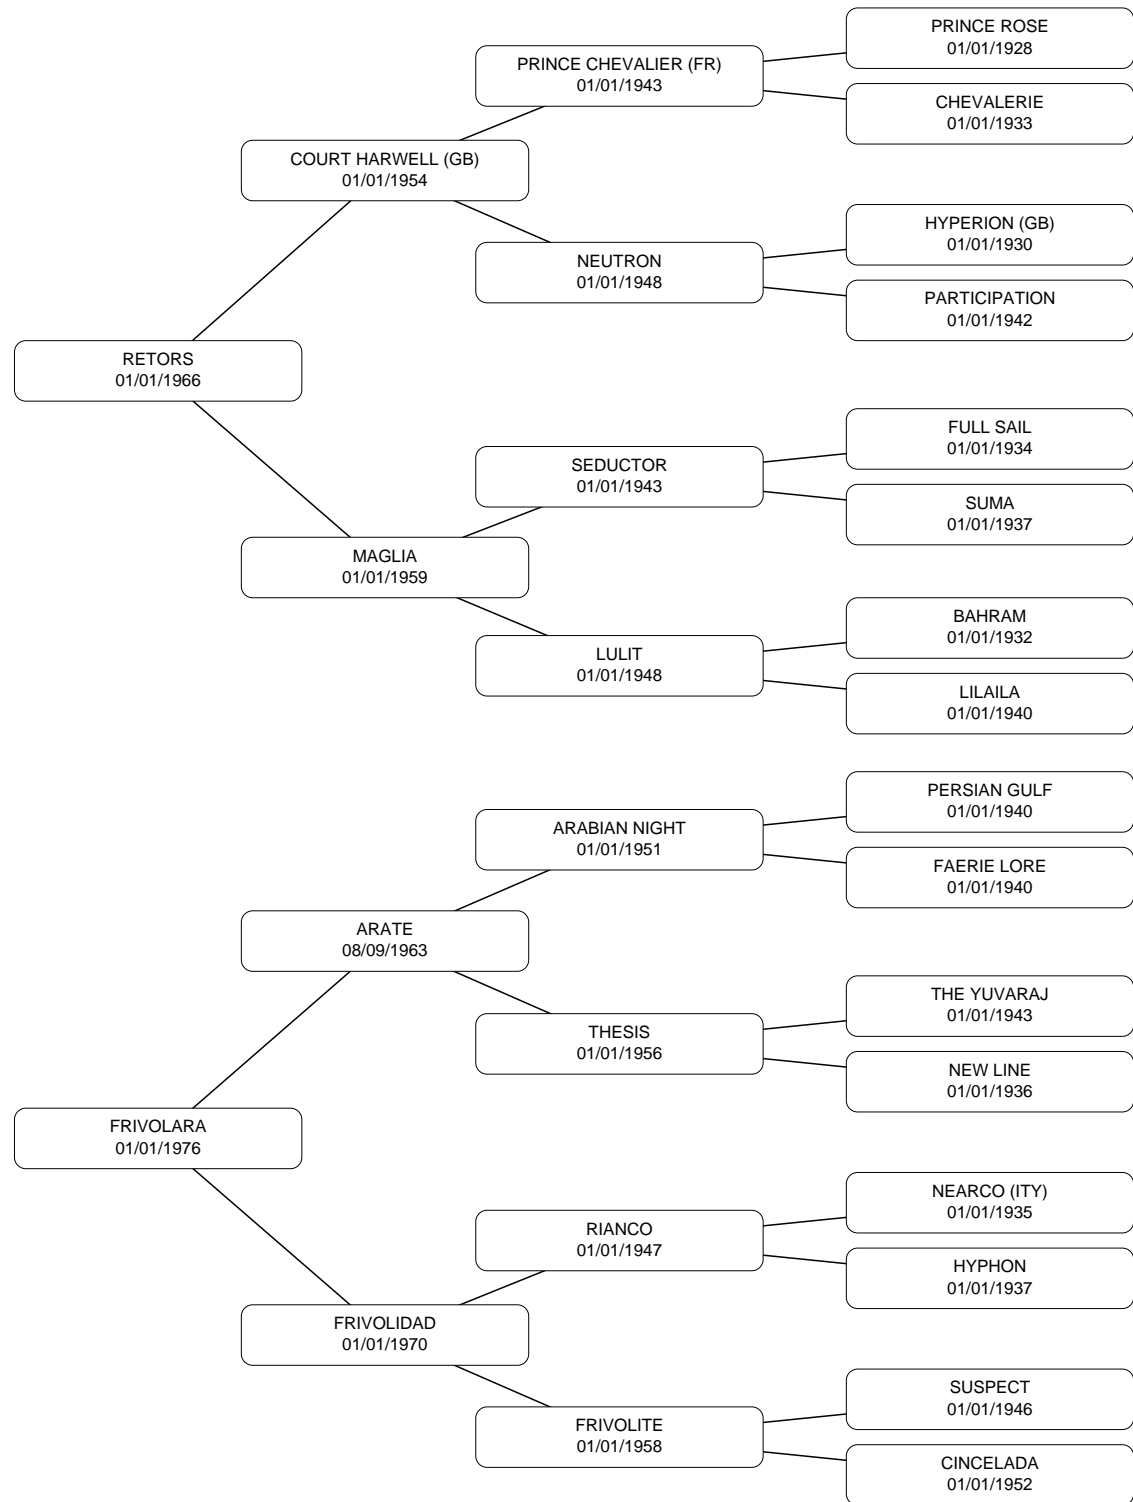 PRINCE ROSE
01/01/1928
PRINCE CHEVALIER (FR)
01/01/1943
CHEVALERIE
01/01/1933
COURT HARWELL (GB)
01/01/1954
HYPERION (GB)
01/01/1930
NEUTRON
01/01/1948
PARTICIPATION
01/01/1942
RETORS
01/01/1966
FULL SAIL
01/01/1934
SEDUCTOR
01/01/1943
SUMA
01/01/1937
MAGLIA
01/01/1959
BAHRAM
01/01/1932
LULIT
01/01/1948
LILAILA
01/01/1940
PERSIAN GULF
01/01/1940
ARABIAN NIGHT
01/01/1951
FAERIE LORE
01/01/1940
ARATE
08/09/1963
THE YUVARAJ
01/01/1943
THESIS
01/01/1956
NEW LINE
01/01/1936
FRIVOLARA
01/01/1976
NEARCO (ITY)
01/01/1935
RIANCO
01/01/1947
HYPHON
01/01/1937
FRIVOLIDAD
01/01/1970
SUSPECT
01/01/1946
FRIVOLITE
01/01/1958
CINCELADA
01/01/1952